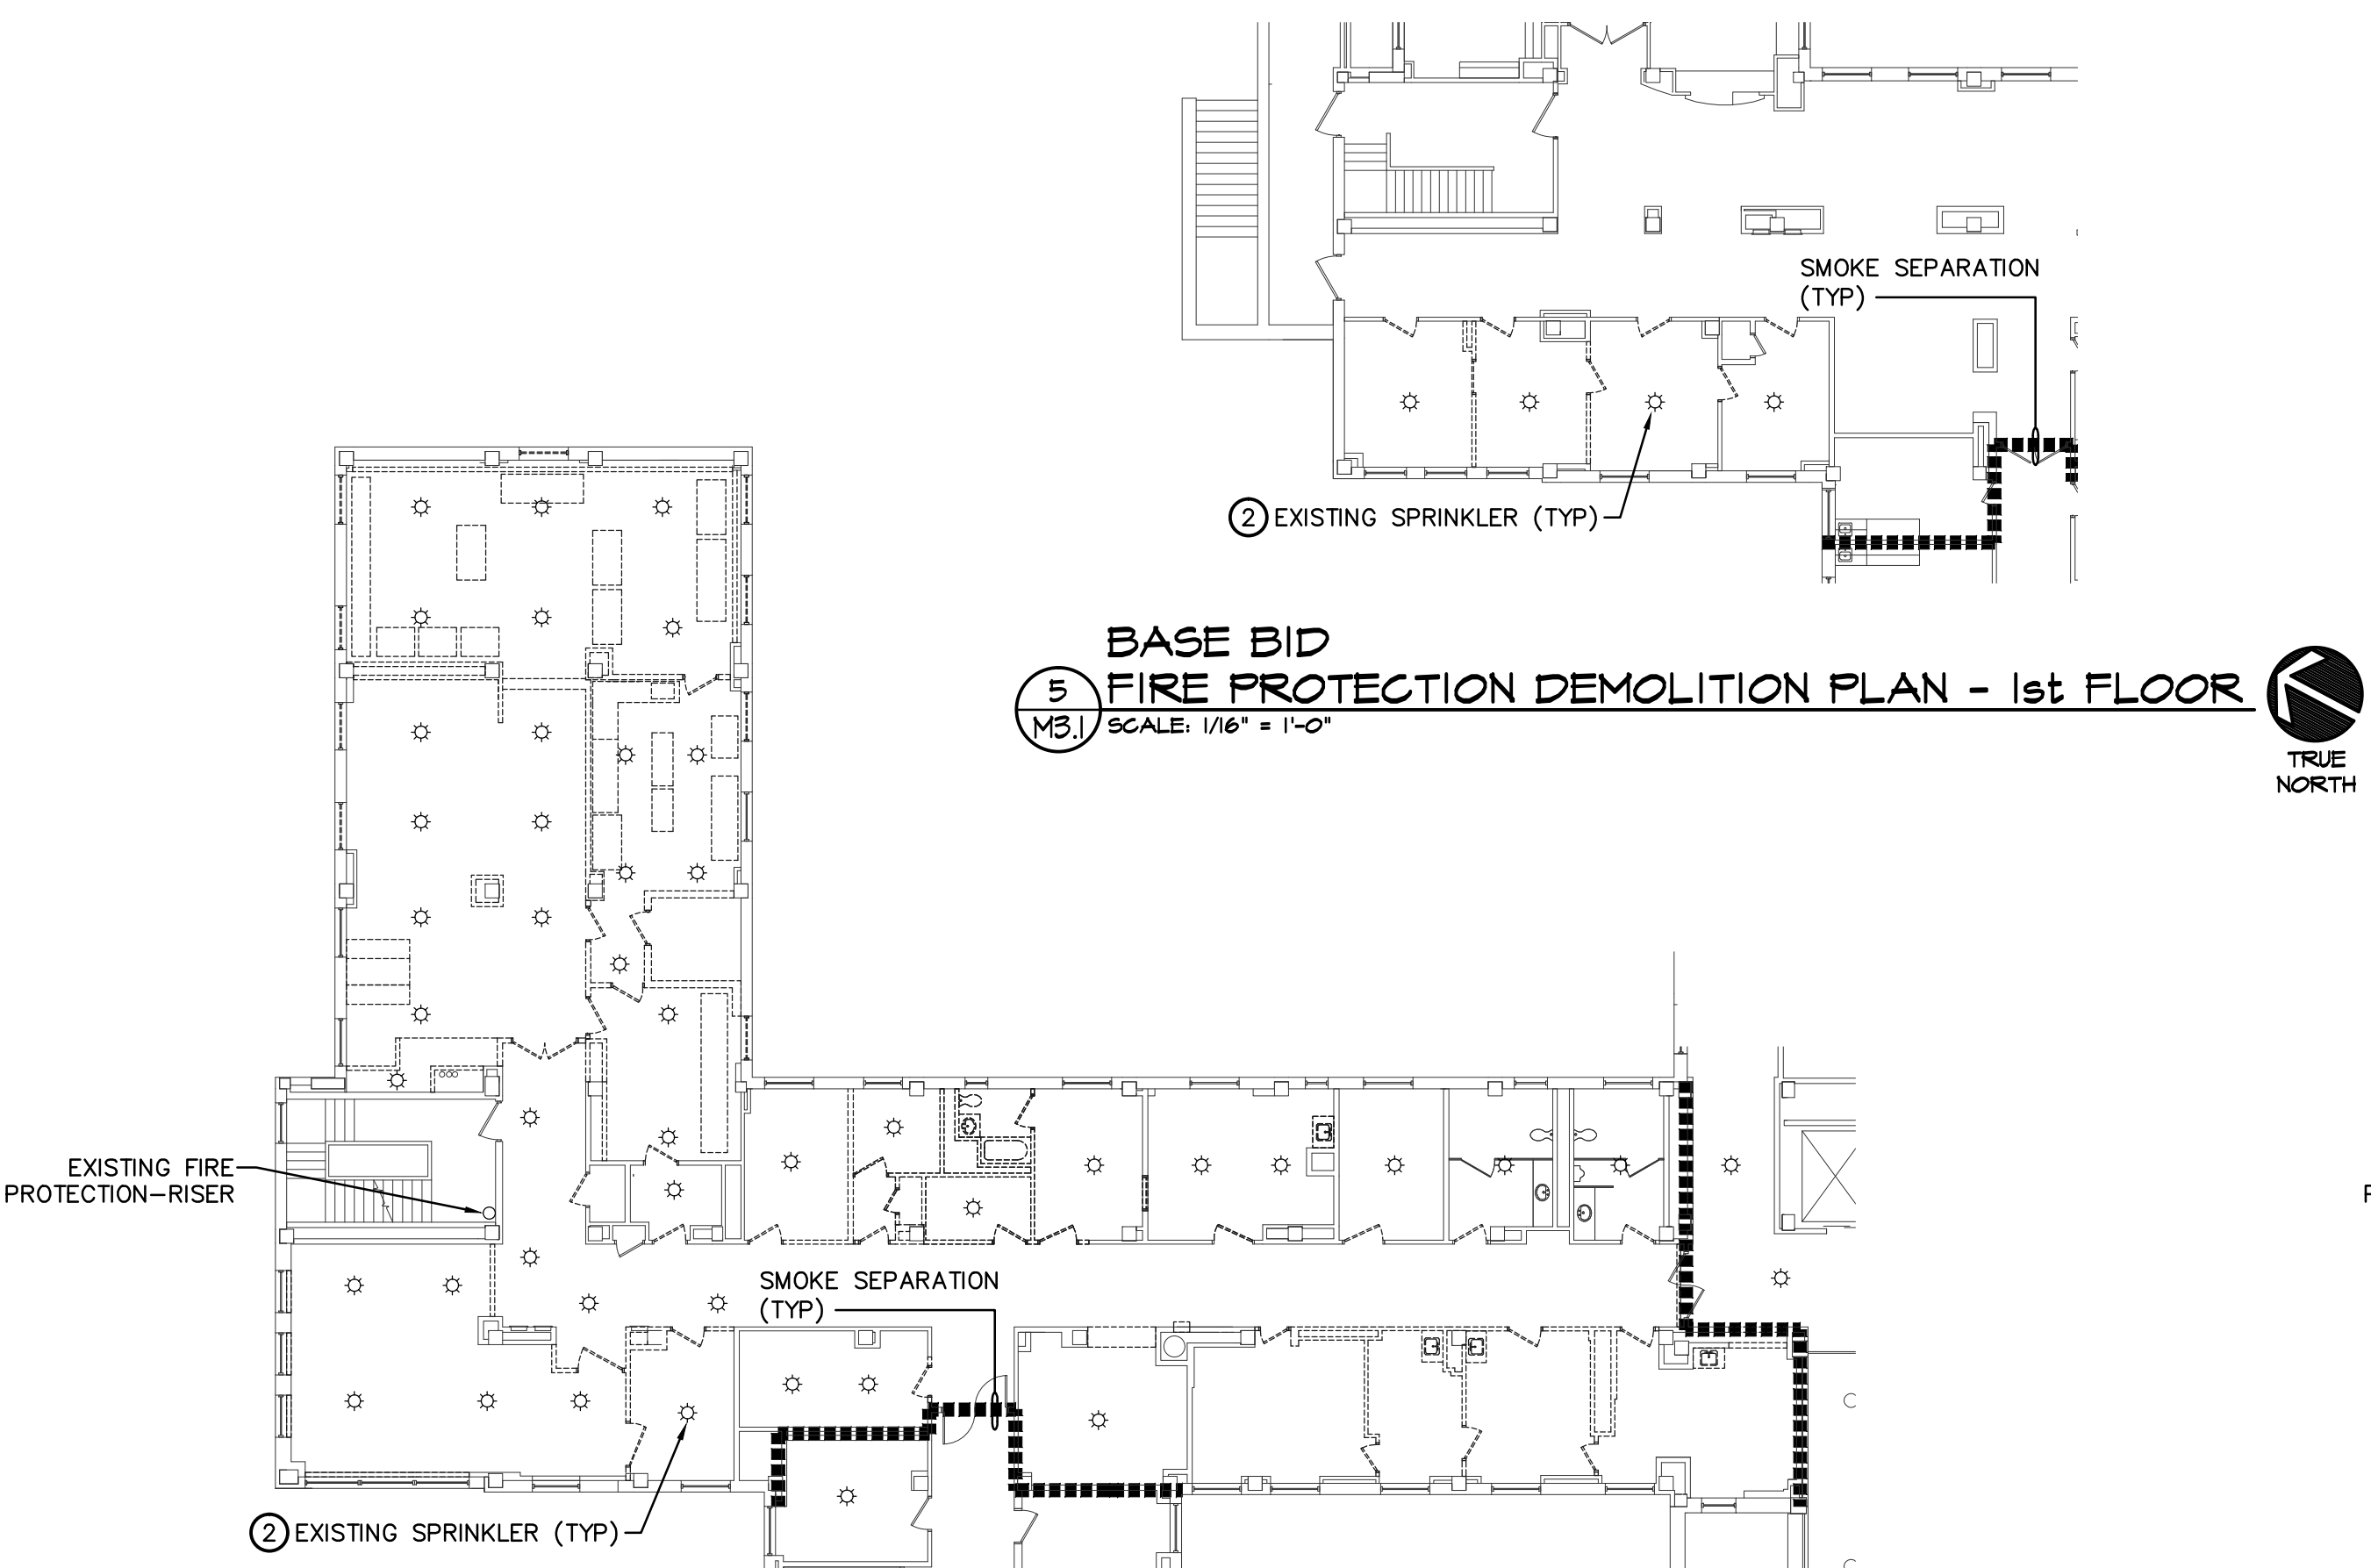 SMOKE SEPARATION
(TYP)
2 EXISTING SPRINKLER (TYP)
BASE BID
5 FIRE PROTECTION DEMOLITION PLAN - 1st FLOOR
M3.1 SCALE: 1/16" = 1'-0"
TRUE
NORTH
EXISTING FIRE
PROTECTION-RISER
SMOKE SEPARATION
(TYP)
2 EXISTING SPRINKLER (TYP)